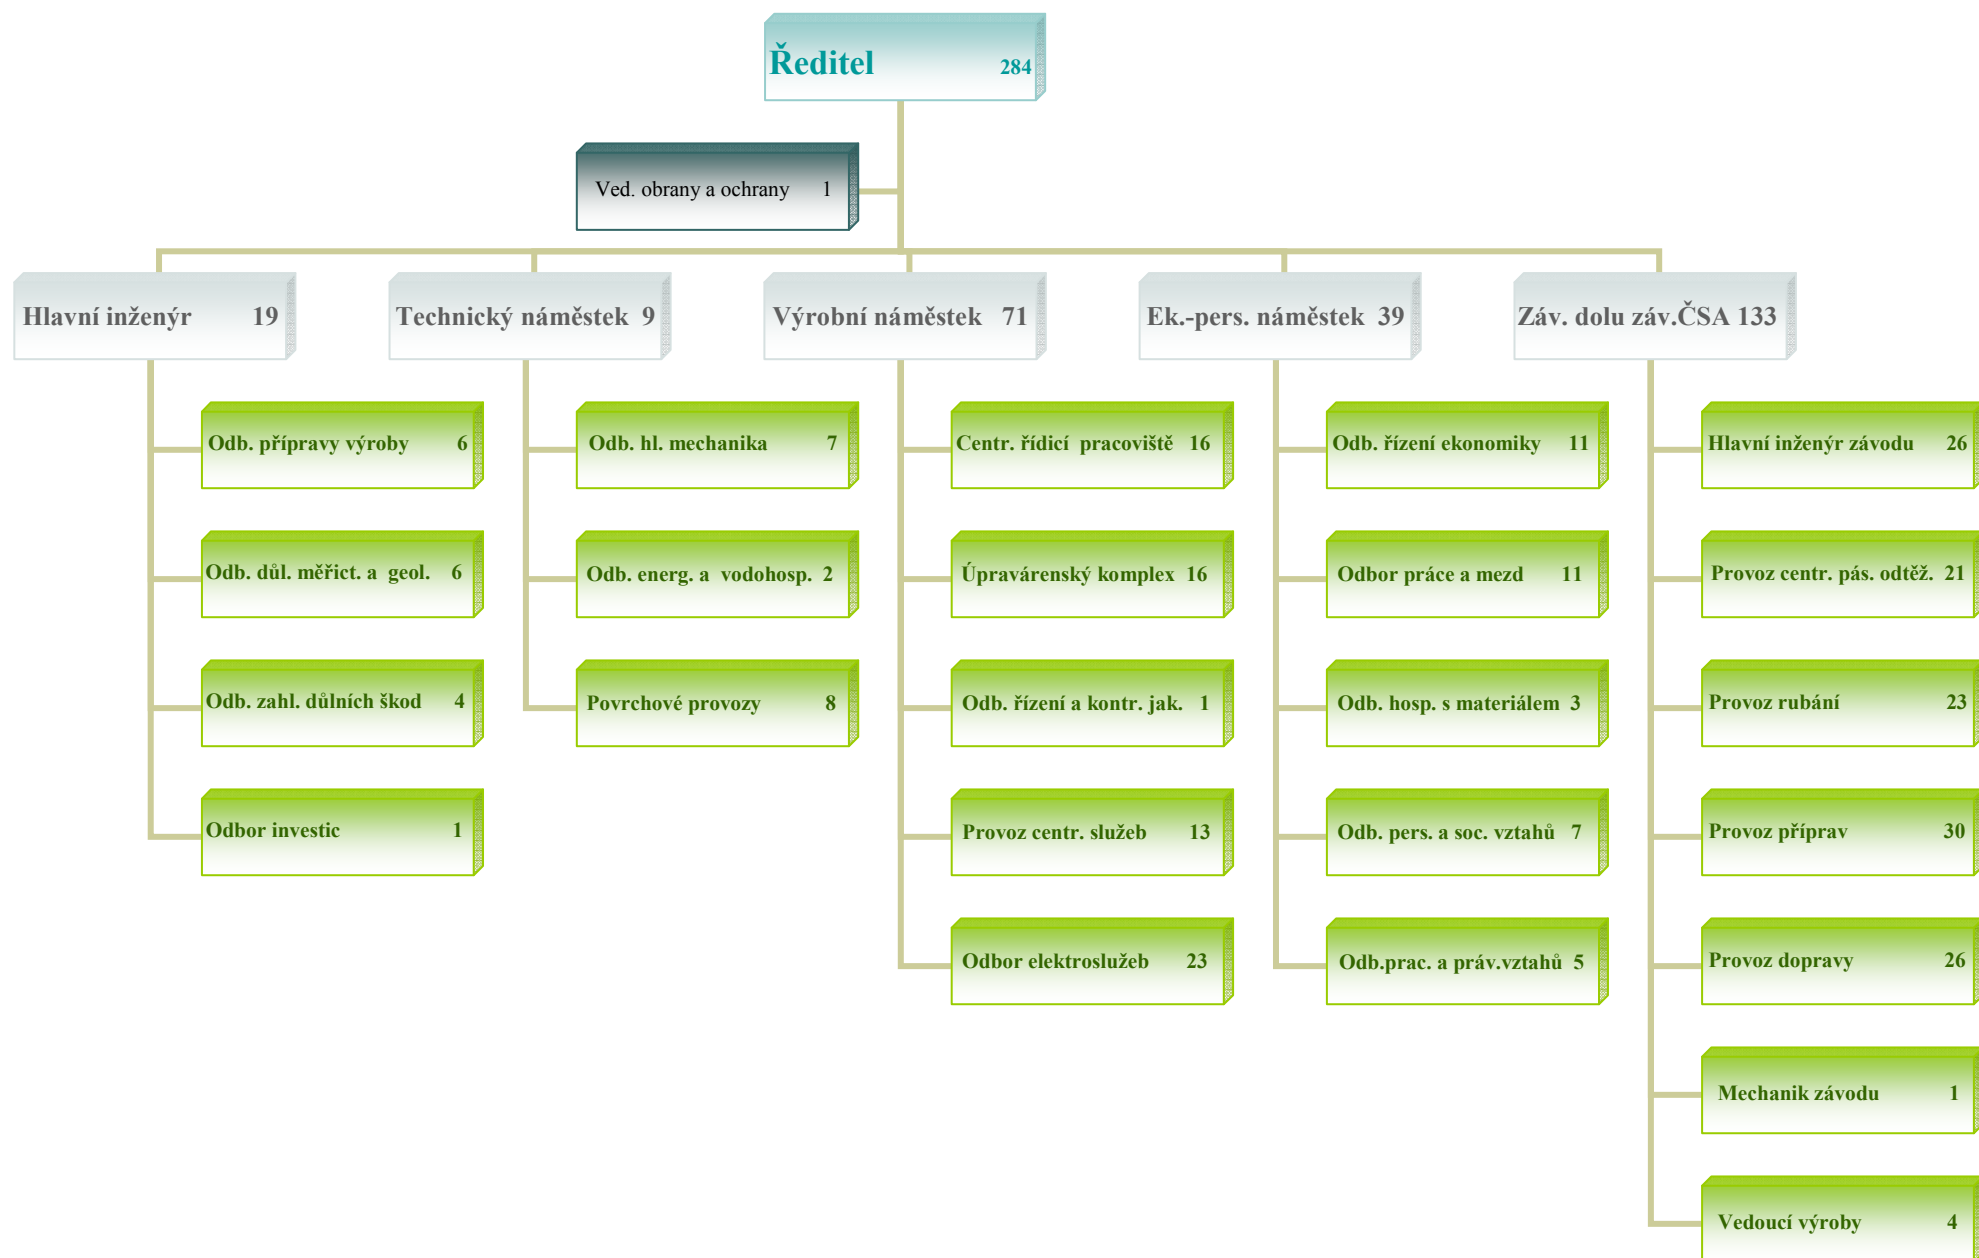 Ředitel 284
Ved. obrany a ochrany 1
Hlavní inženýr 19
Technický náměstek 9
Výrobní náměstek 71
Ek.-pers. náměstek 39
Záv. dolu záv.ČSA 133
Odb. přípravy výroby 6
Odb. hl. mechanika 7
Centr. řídicí pracoviště 16
Odb. řízení ekonomiky 11
Hlavní inženýr závodu 26
Odb. důl. měřict. a geol. 6
Odb. energ. a vodohosp. 2
Úpravárenský komplex 16
Odbor práce a mezd 11
Provoz centr. pás. odtěž. 21
Odb. zahl. důlních škod 4
Povrchové provozy 8
Odb. řízení a kontr. jak. 1
Odb. hosp. s materiálem 3
Provoz rubání 23
Odbor investic 1
Provoz centr. služeb 13
Odb. pers. a soc. vztahů 7
Provoz příprav 30
Odbor elektroslužeb 23
Odb.prac. a práv.vztahů 5
Provoz dopravy 26
Mechanik závodu 1
Vedoucí výroby 4